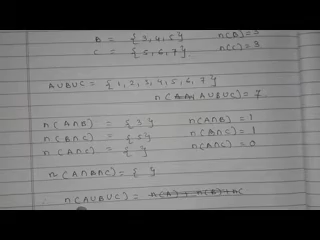 B = {3, 4, 5} n(B)=3
C = {5, 6, 7} n(C)=3
AUBUC = {1, 2, 3, 4, 5, 6, 7}
n(AUBUC) = 7
n(A∩B) = {3} n(A∩B) = 1
n(B∩C) = {5} n(B∩C) = 1
n(A∩C) = { } n(A∩C) = 0
n(A∩B∩C) = { }
∴ n(AUBUC) = n(A) + n(B) + n(